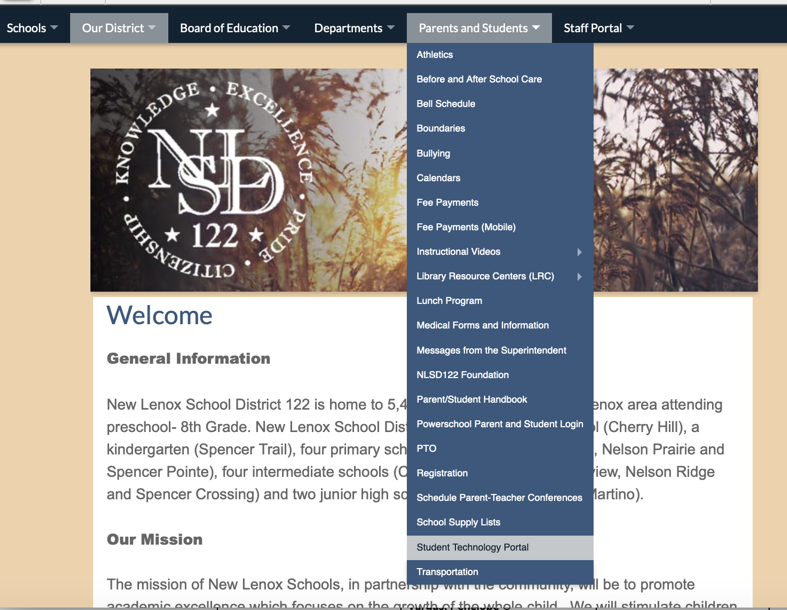 Schools
Our District
Board of Education
Departments
Parents and Students
Staff Portal
Athletics
Before and After School Care
Bell Schedule
Boundaries
Bullying
Calendars
Fee Payments
Fee Payments (Mobile)
Instructional Videos
Library Resource Centers (LRC)
Lunch Program
Medical Forms and Information
Messages from the Superintendent
NLSD122 Foundation
Parent/Student Handbook
Powerschool Parent and Student Login
PTO
Registration
Schedule Parent-Teacher Conferences
School Supply Lists
Student Technology Portal
Transportation
KNOWLEDGE • EXCELLENCE • PRIDE • CITIZENSHIP •
NLSD
122
Welcome
General Information
New Lenox School District 122 is home to 5,4 enox area attending
preschool- 8th Grade. New Lenox School Dis (Cherry Hill), a
kindergarten (Spencer Trail), four primary sch , Nelson Prairie and
Spencer Pointe), four intermediate schools ( view, Nelson Ridge
and Spencer Crossing) and two junior high sc Martino).
Our Mission
The mission of New Lenox Schools, in partnership with the community, will be to promote
academic excellence which focuses on the growth of the whole child. We will stimulate children